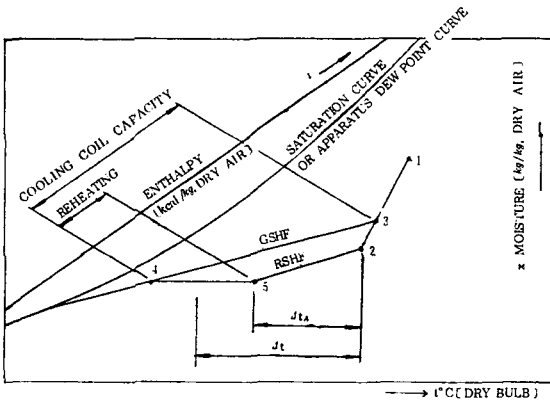 COOLING COIL CAPACITY
REHEATING
ENTHALPY
[kcal/kg, DRY AIR]
i
SATURATION CURVE
OR APPARATUS DEW POINT CURVE
x MOISTURE [kg/kg, DRY AIR]
1
GSHF
3
RSHF
2
4
5
Δt_A
Δt
t°C [DRY BULB]